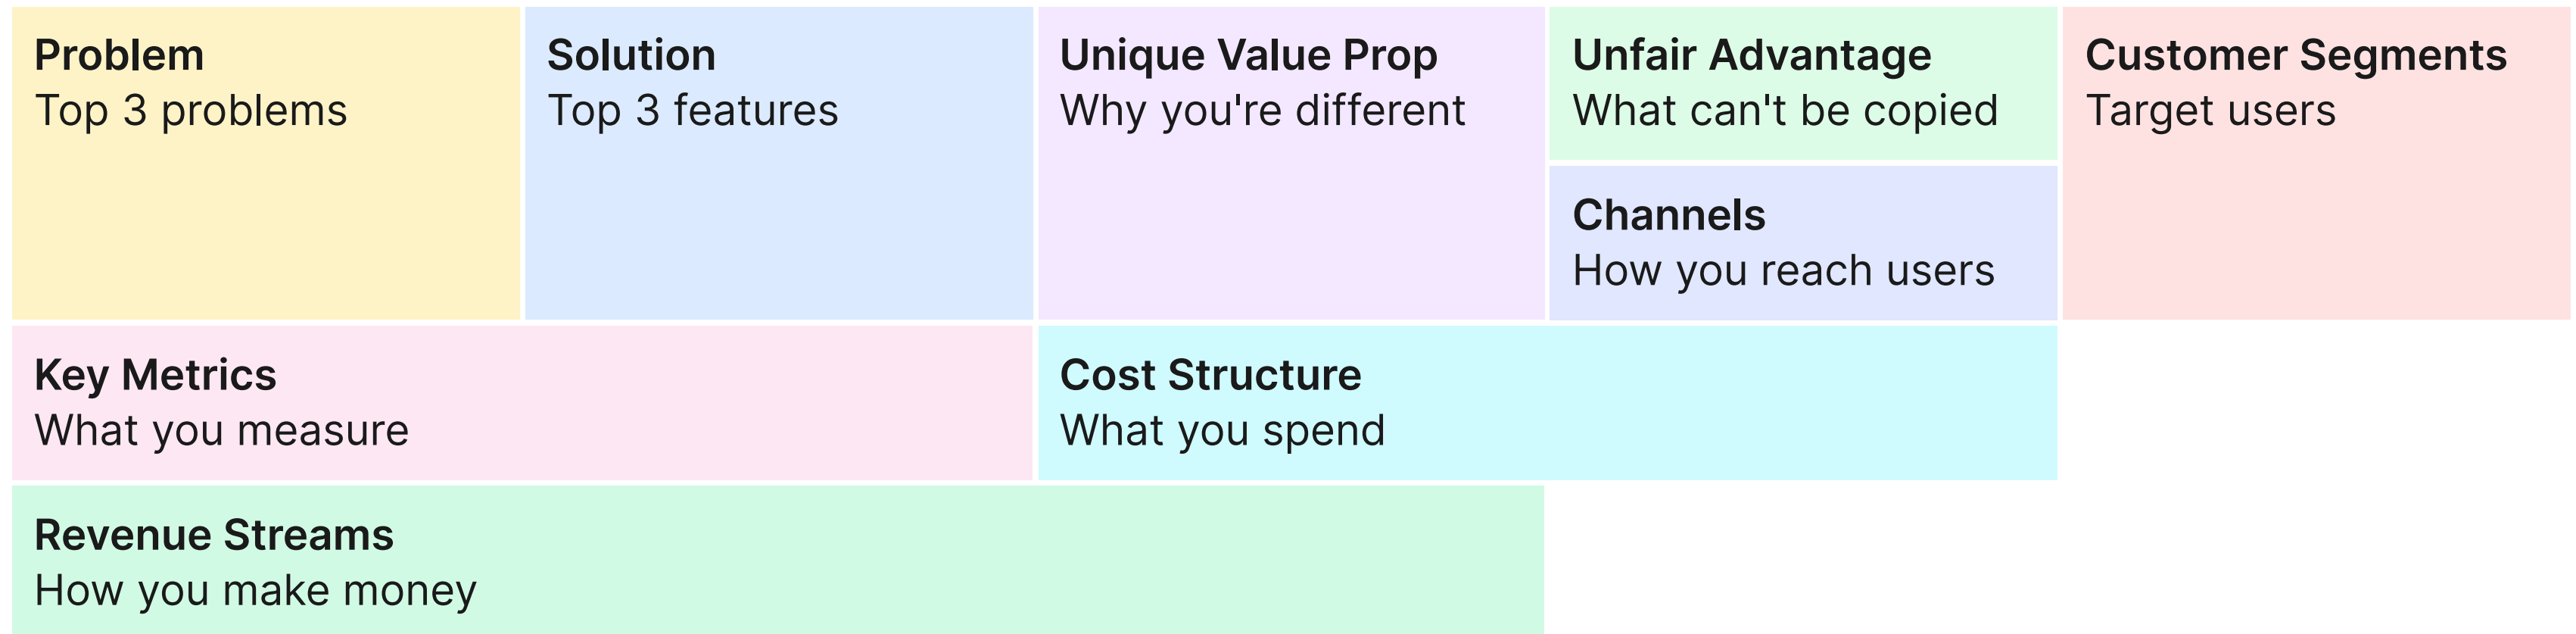 Problem
Top 3 problems
Solution
Top 3 features
Unique Value Prop
Why you're different
Unfair Advantage
What can't be copied
Channels
How you reach users
Customer Segments
Target users
Key Metrics
What you measure
Cost Structure
What you spend
Revenue Streams
How you make money